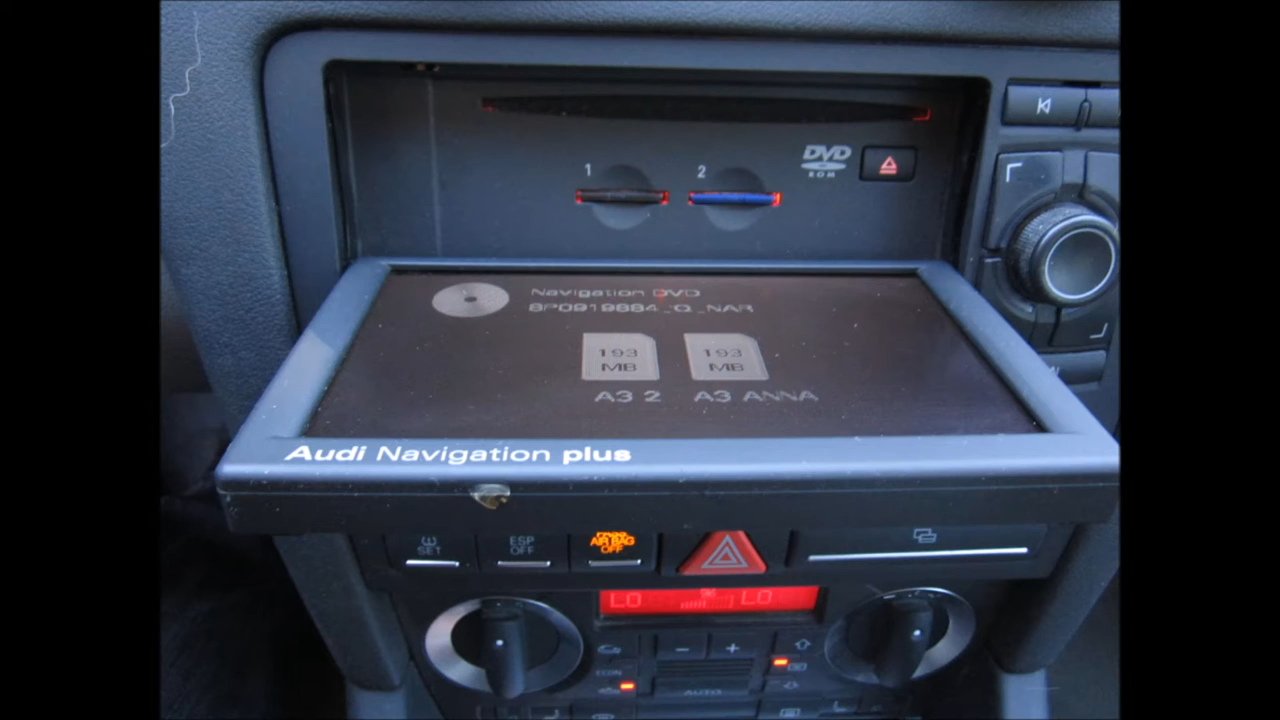 1 2
DVD
ROM
Navigation DVD
8P0919884_Q_NAR
193 MB
193 MB
A3 2 A3 ANNA
Audi Navigation plus
SET
ESP OFF
AIR BAG OFF
LO LO
AUTO